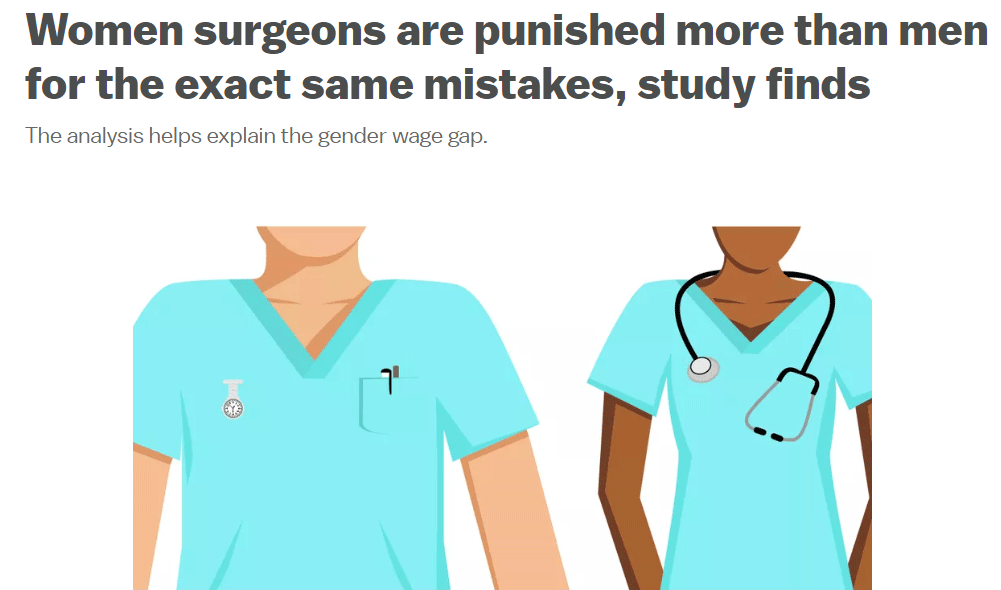 Women surgeons are punished more than men
for the exact same mistakes, study finds
The analysis helps explain the gender wage gap.